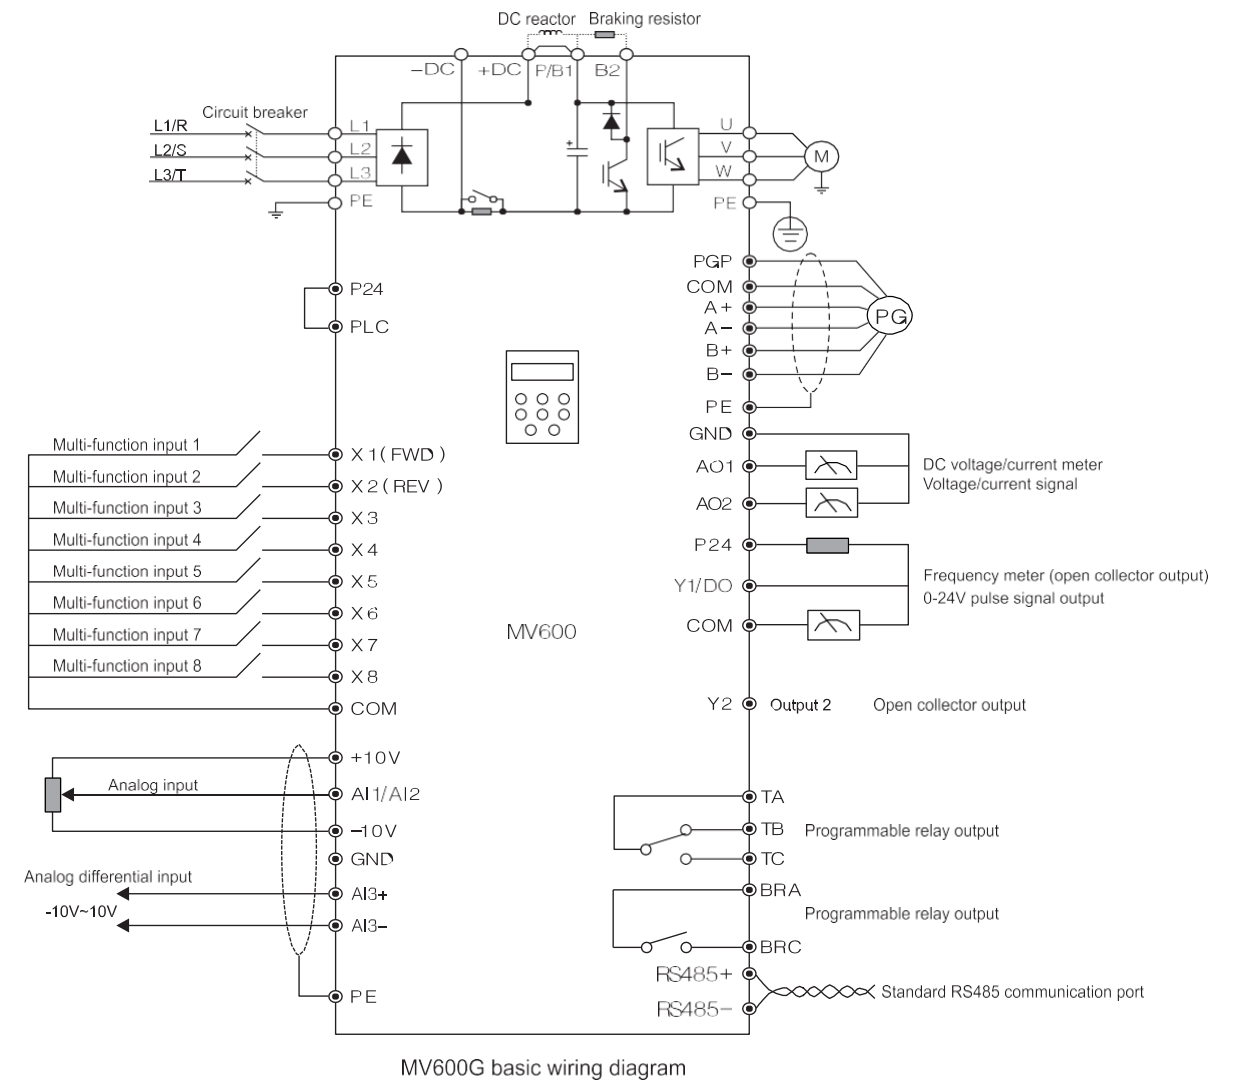 DC reactor Braking resistor
-DC +DC P/B1 B2
Circuit breaker
L1/R L1 U
L2/S L2 V M
L3/T L3 W
PE PE
+
PGP
P24 COM
A+ PG
PLC A-
B+
B-
PE
GND
Multi-function input 1 X1(FWD)
AO1 DC voltage/current meter
Multi-function input 2 X2(REV) Voltage/current signal
Multi-function input 3 X3 AO2
Multi-function input 4 X4 P24
Multi-function input 5 X5 Y1/DO Frequency meter (open collector output)
0-24V pulse signal output
Multi-function input 6 X6
Multi-function input 7 X7 MV600 COM
Multi-function input 8 X8
COM Y2 Output 2 Open collector output
+10V
Analog input AI1/AI2 TA
-10V TB Programmable relay output
GND TC
Analog differential input AI3+ BRA
-10V~10V AI3- Programmable relay output
BRC
RS485+
PE Standard RS485 communication port
RS485-
MV600G basic wiring diagram